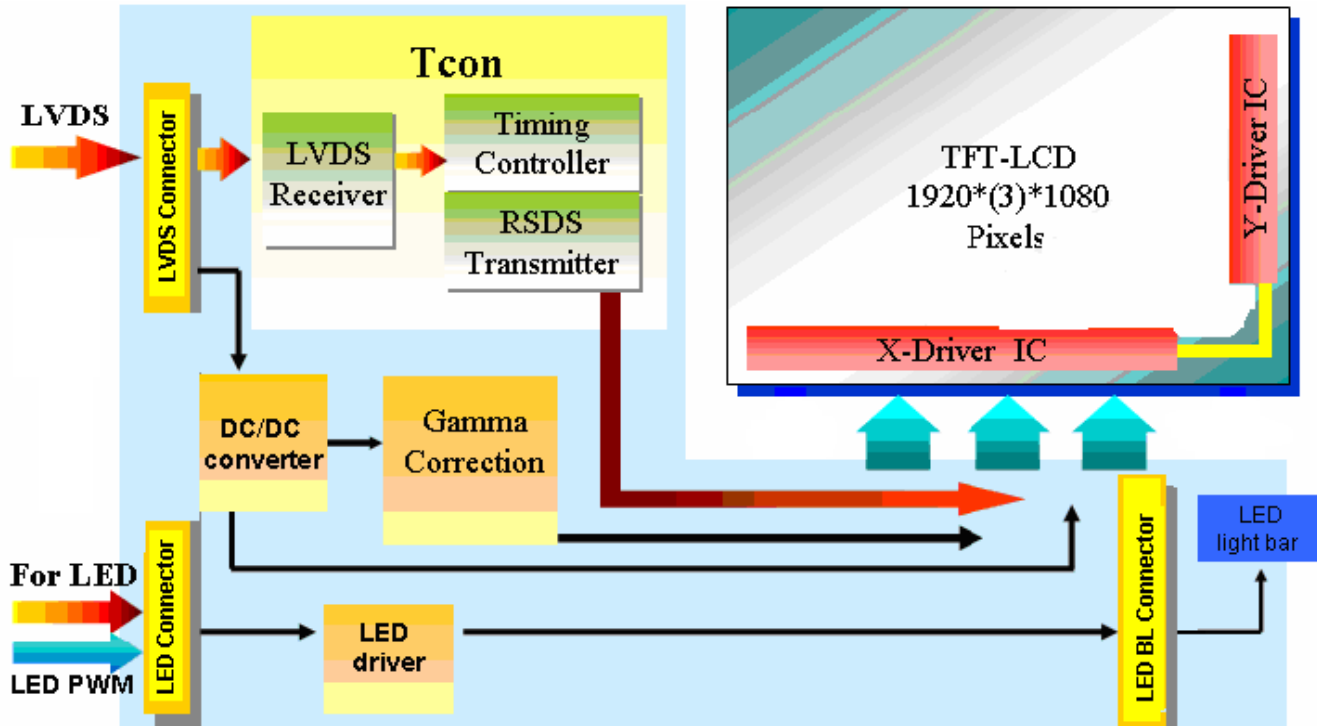 Tcon
LVDS
LVDS Connector
LVDS
Receiver
Timing
Controller
RSDS
Transmitter
TFT-LCD
1920*(3)*1080
Pixels
Y-Driver IC
X-Driver IC
DC/DC
converter
Gamma
Correction
For LED
LED PWM
LED Connector
LED
driver
LED BL Connector
LED
light bar